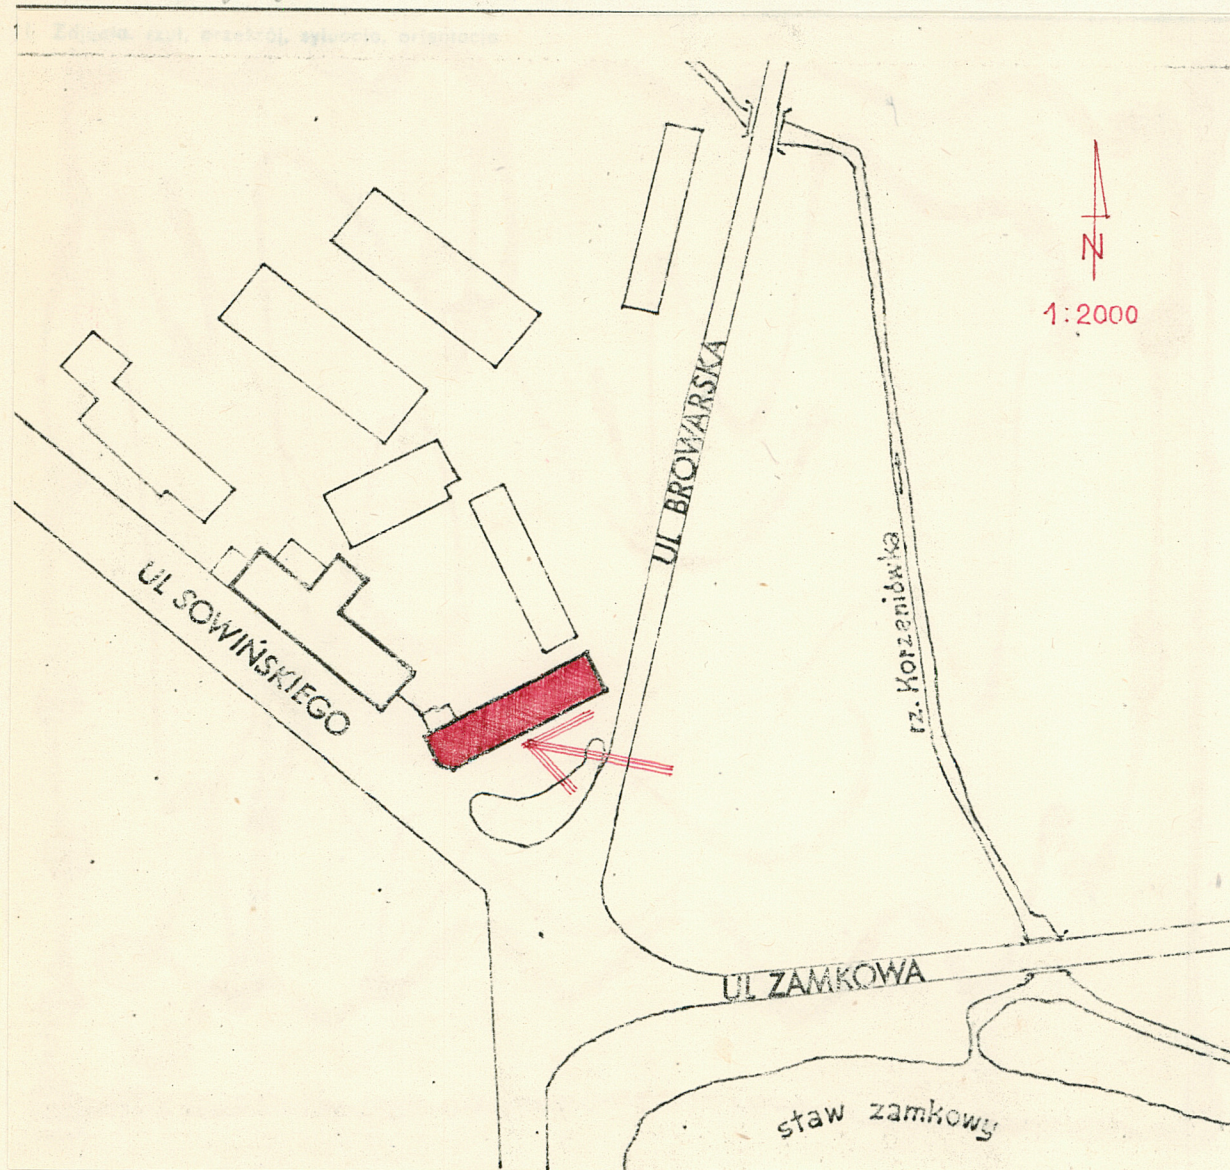 N
1:2000
UL BROWARSKA
rz. Korzeniówka
UL SOWIŃSKIEGO
UL ZAMKOWA
staw zamkowy